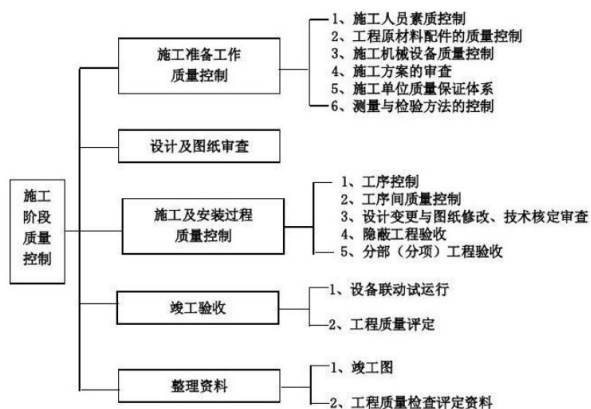 施工
阶段
质量
控制
施工准备工作
质量控制
1、施工人员素质控制
2、工程原材料配件的质量控制
3、施工机械设备质量控制
4、施工方案的审查
5、施工单位质量保证体系
6、测量与检验方法的控制
设计及图纸审查
施工及安装过程
质量控制
1、工序控制
2、工序间质量控制
3、设计变更与图纸修改、技术核定审查
4、隐蔽工程验收
5、分部（分项）工程验收
竣工验收
1、设备联动试运行
2、工程质量评定
整理资料
1、竣工图
2、工程质量检查评定资料